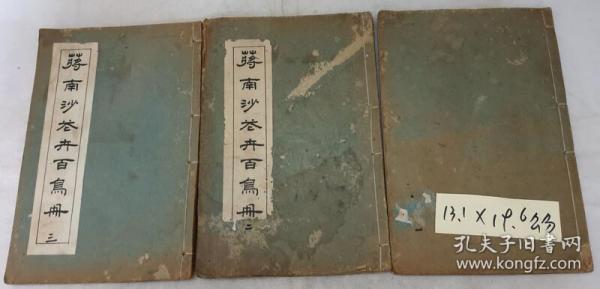 蔣南沙花卉百鳥冊 三
蔣南沙花卉百鳥冊 二
13.1 X 19.6公分
孔夫子旧書网
www.kongfz.com